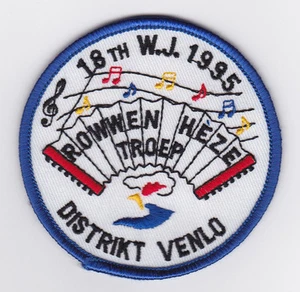 18TH W.J. 1995
ROWWEN HEZE
TROEP
DISTRIKT VENLO